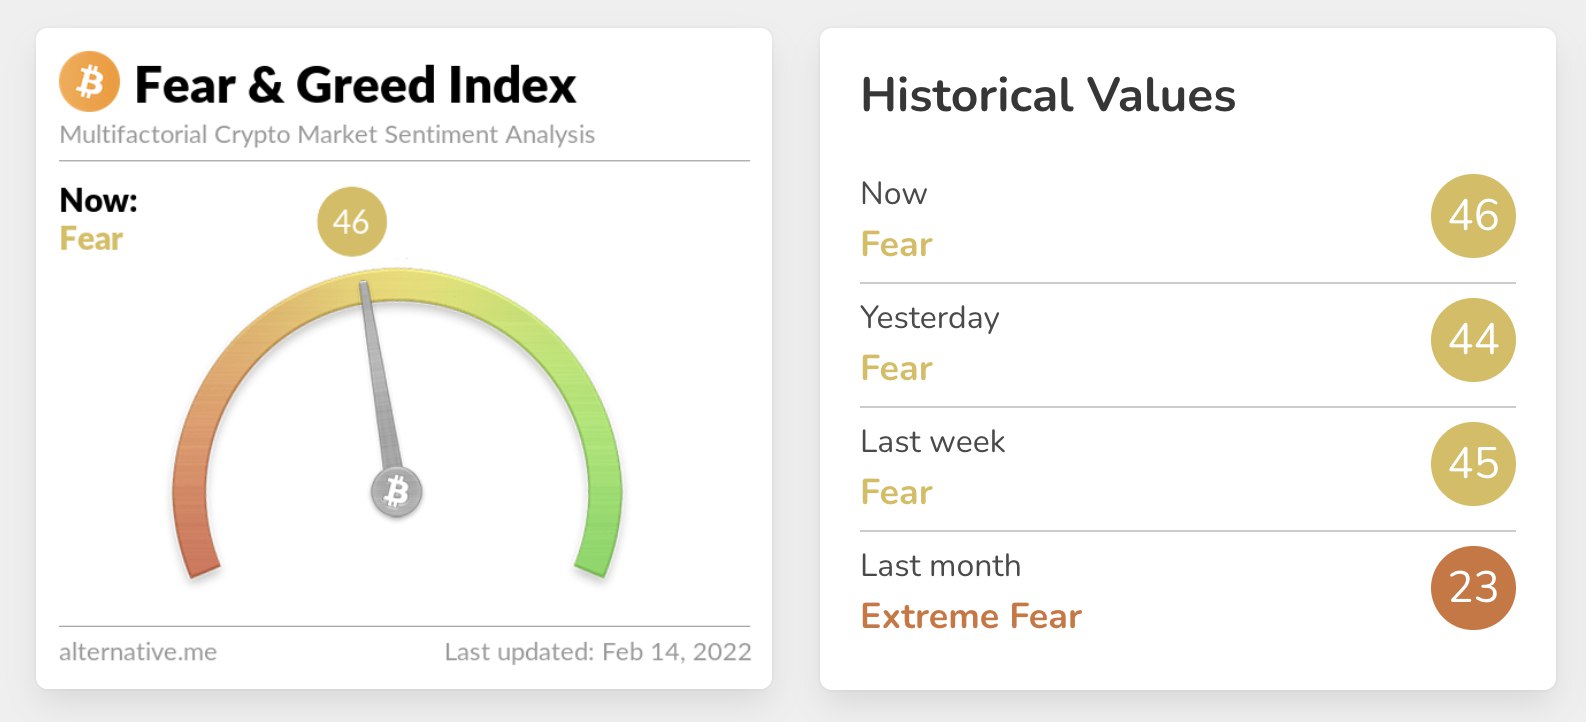 Fear & Greed Index
Multifactorial Crypto Market Sentiment Analysis
Now:
Fear
46
alternative.me
Last updated: Feb 14, 2022
Historical Values
Now
Fear
46
Yesterday
Fear
44
Last week
Fear
45
Last month
Extreme Fear
23